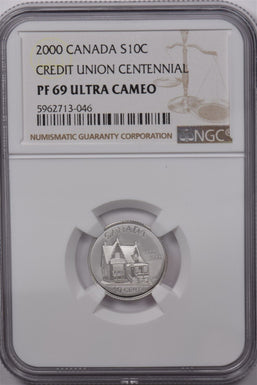 2000 CANADA S10C
CREDIT UNION CENTENNIAL
PF 69 ULTRA CAMEO
5962713-046
NUMISMATIC GUARANTY CORPORATION
NGC
CANADA